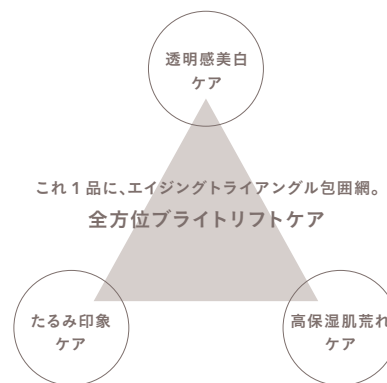 透明感美白
ケア
これ1品に、エイジングトライアングル包囲網。
全方位ブライトリフトケア
たるみ印象
ケア
高保湿肌荒れ
ケア